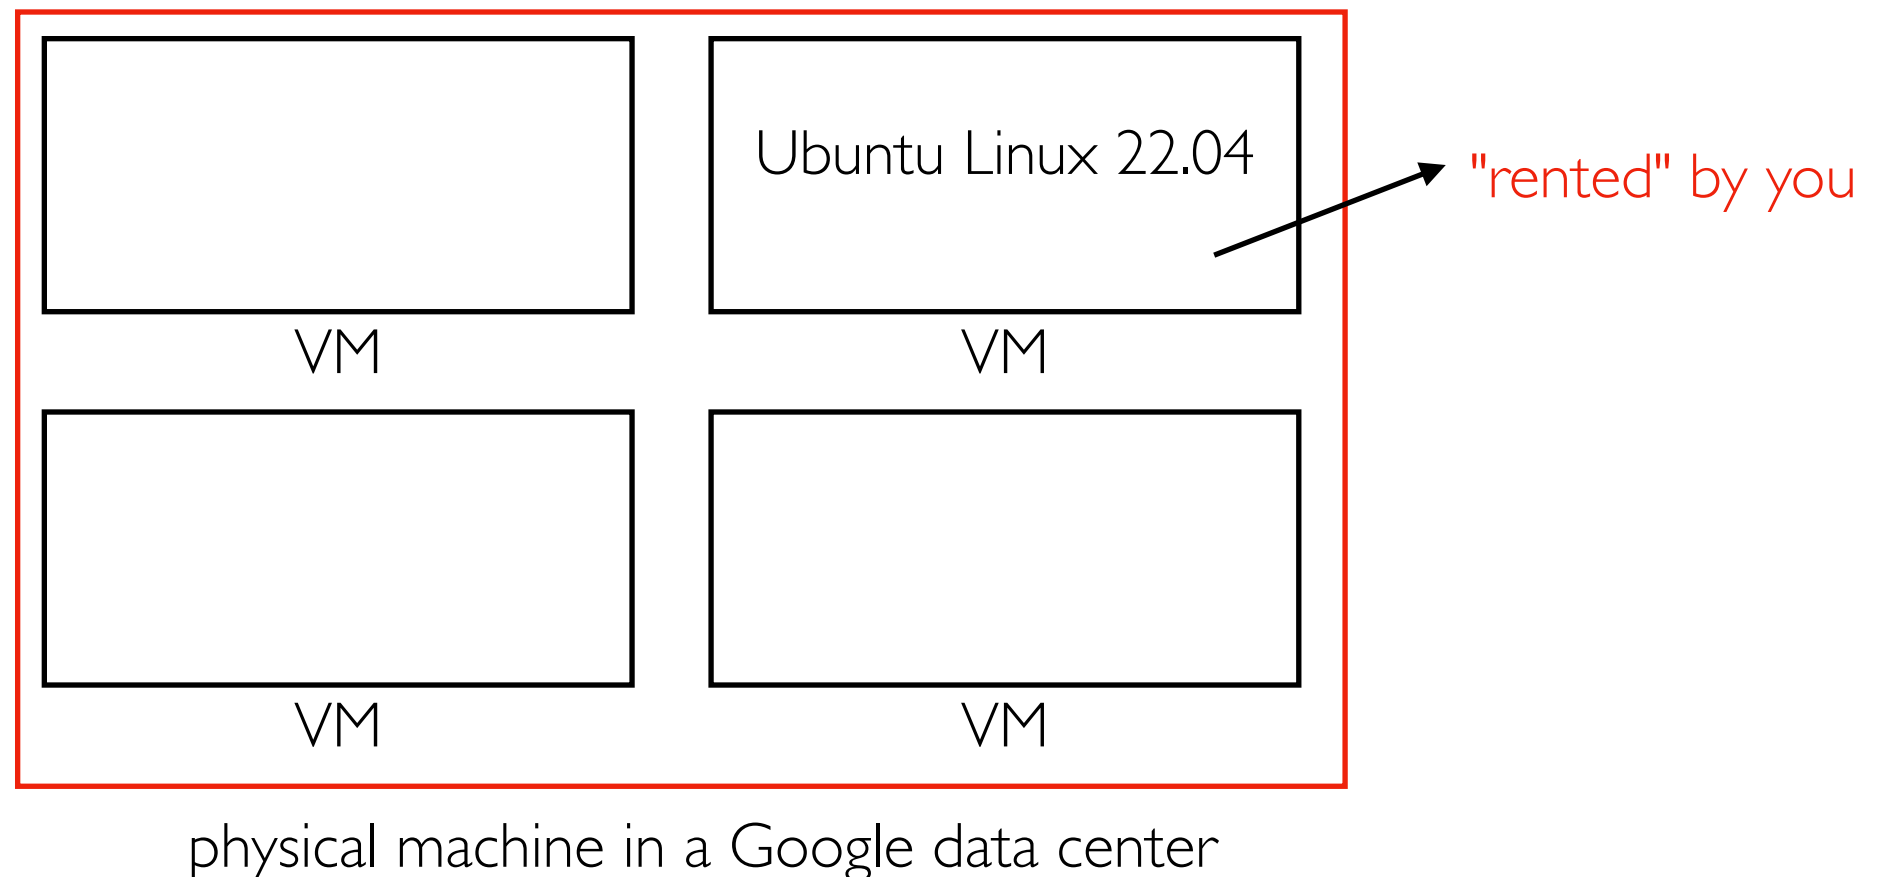 Ubuntu Linux 22.04
"rented" by you
VM
VM
VM
VM
physical machine in a Google data center